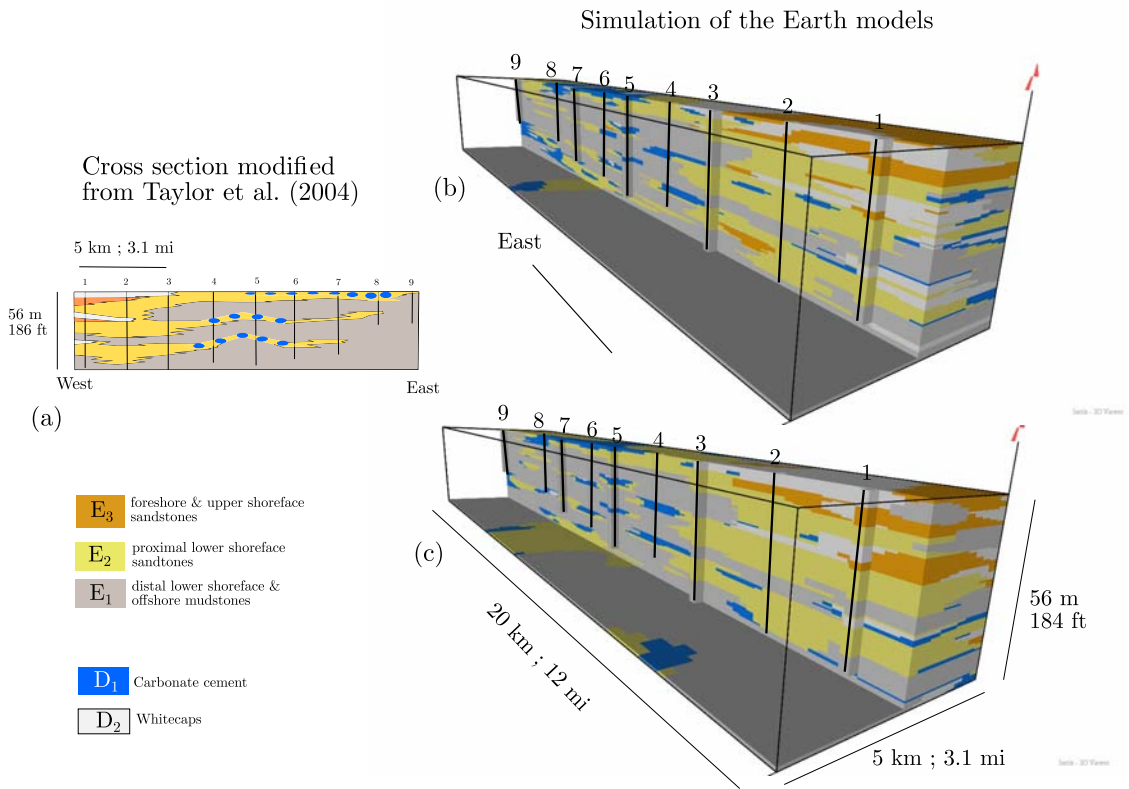 Simulation of the Earth models
9 8 7 6 5 4 3 2 1
(b)
East
Cross section modified
from Taylor et al. (2004)
5 km ; 3.1 mi
1 2 3 4 5 6 7 8 9
56 m
186 ft
West
East
(a)
9 8 7 6 5 4 3 2 1
(c)
20 km ; 12 mi
5 km ; 3.1 mi
56 m
184 ft
E3 foreshore & upper shoreface
sandstones
E2 proximal lower shoreface
sandtones
E1 distal lower shoreface &
offshore mudstones
D1 Carbonate cement
D2 Whitecaps